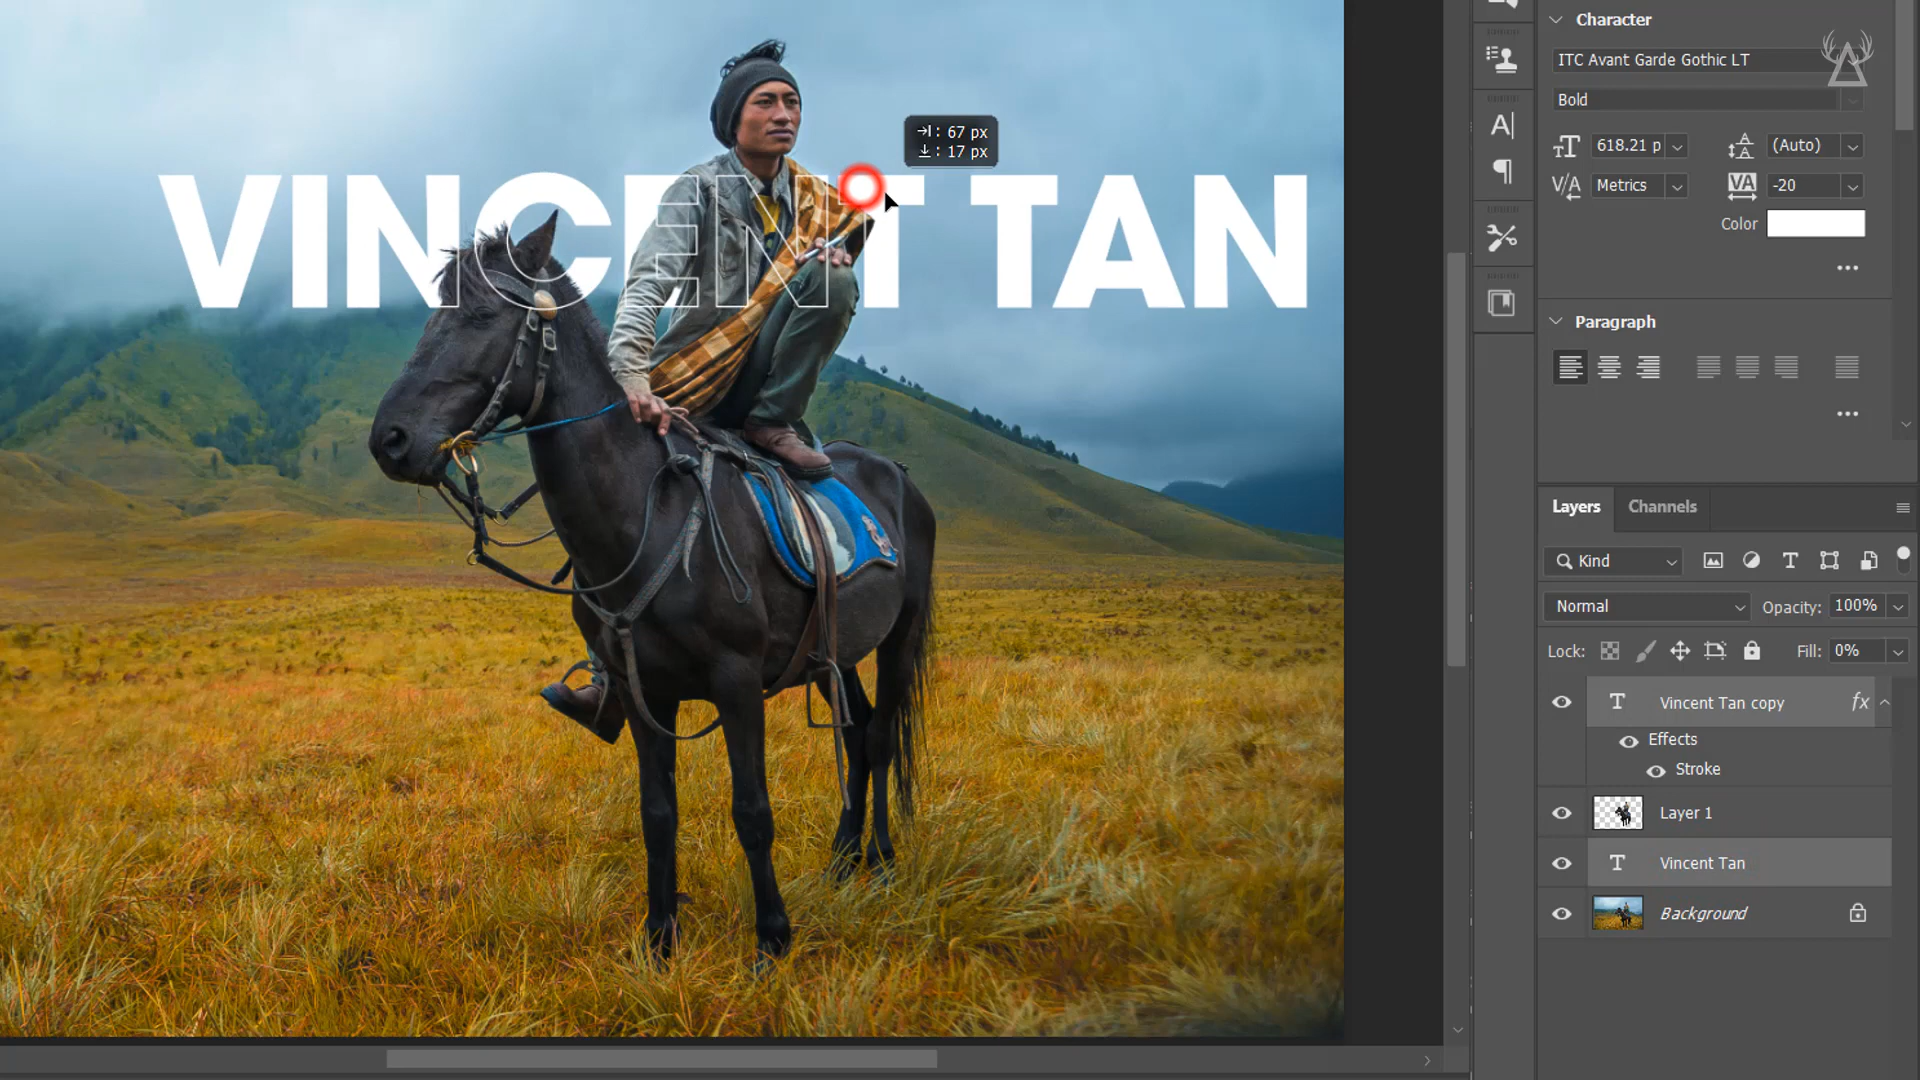 Character
ITC Avant Garde Gothic LT
Bold
618.21 p
(Auto)
Metrics
-20
Color
Paragraph
: 67 px
: 17 px
VINCENT TAN
Layers
Channels
Kind
Normal
Opacity: 100%
Lock:
Fill: 0%
Vincent Tan copy
fx
Effects
Stroke
Layer 1
Vincent Tan
Background